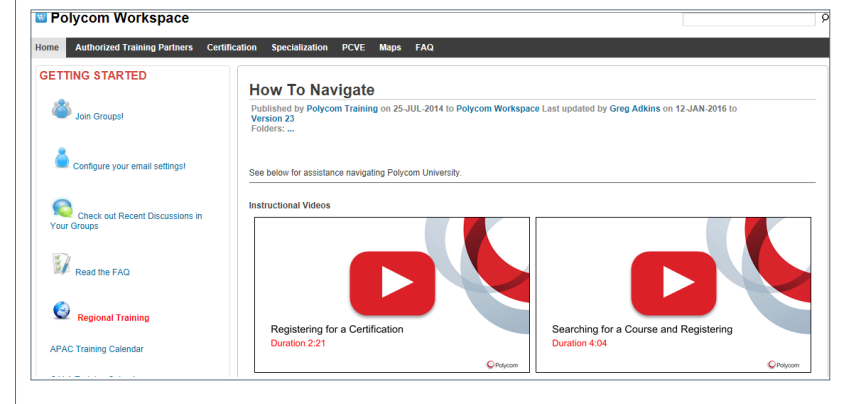 Polycom Workspace
Home Authorized Training Partners Certification Specialization PCVE Maps FAQ
GETTING STARTED
Join Groups!
Configure your email settings!
Check out Recent Discussions in
Your Groups
Read the FAQ
Regional Training
APAC Training Calendar
How To Navigate
Published by Polycom Training on 25-JUL-2014 to Polycom Workspace Last updated by Greg Adkins on 12-JAN-2016 to
Version 23
Folders: ...
See below for assistance navigating Polycom University.
Instructional Videos
Registering for a Certification
Duration 2:21
Polycom
Searching for a Course and Registering
Duration 4:04
Polycom